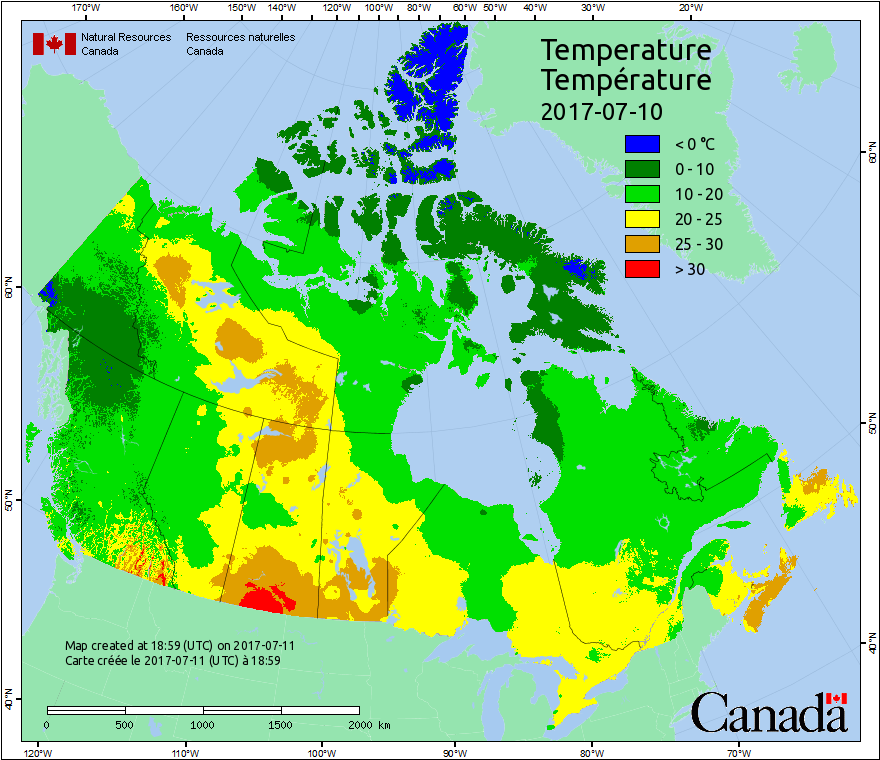 170°W 160°W 150°W 140°W 130°W 120°W 110°W 100°W 90°W 80°W 70°W 60°W 50°W 40°W 30°W 20°W
Natural Resources Canada
Ressources naturelles Canada
Temperature
Température
2017-07-10
< 0 °C
0 - 10
10 - 20
20 - 25
25 - 30
> 30
60°N
50°N
40°N
60°N
50°N
40°N
Map created at 18:59 (UTC) on 2017-07-11
Carte créée le 2017-07-11 (UTC) à 18:59
0 500 1000 1500 2000 km
Canada
120°W 110°W 100°W 90°W 80°W 70°W